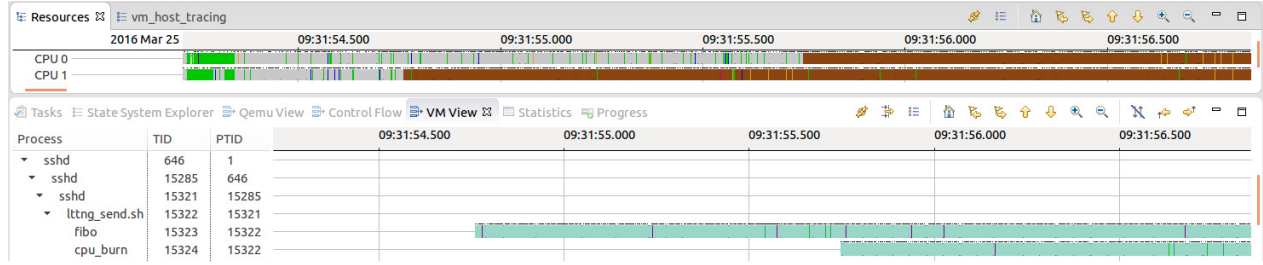 Resources vm_host_tracing
2016 Mar 25 09:31:54.500 09:31:55.000 09:31:55.500 09:31:56.000 09:31:56.500
CPU 0
CPU 1
Tasks State System Explorer Qemu View Control Flow VM View Statistics Progress
Process TID PTID 09:31:54.500 09:31:55.000 09:31:55.500 09:31:56.000 09:31:56.500
sshd 646 1
sshd 15285 646
sshd 15321 15285
lttng_send.sh 15322 15321
fibo 15323 15322
cpu_burn 15324 15322